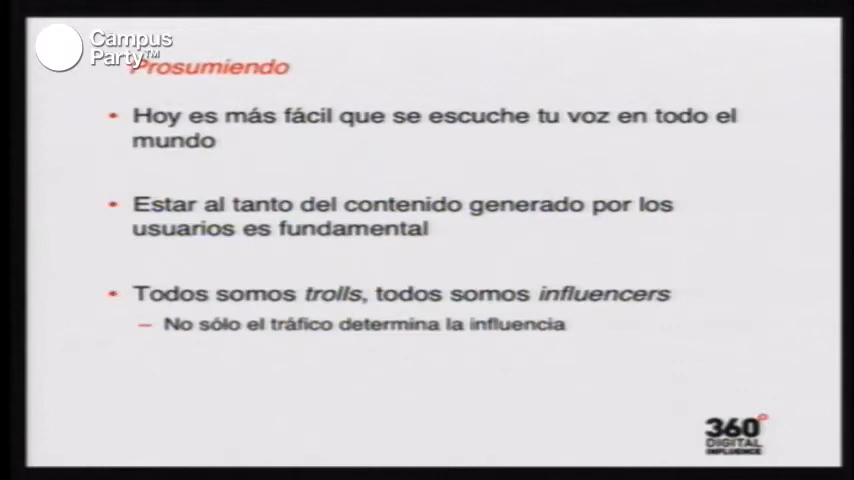 Campus
Party™
Prosumiendo
• Hoy es más fácil que se escuche tu voz en todo el
mundo
• Estar al tanto del contenido generado por los
usuarios es fundamental
• Todos somos trolls, todos somos influencers
– No sólo el tráfico determina la influencia
360°
DIGITAL
INFLUENCE